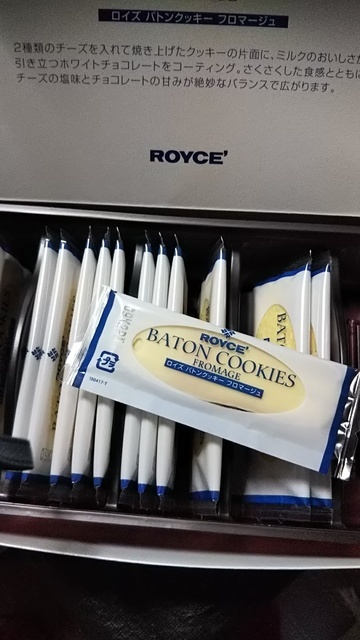 ロイズ バトンクッキー フロマージュ
2種類のチーズを入れて焼き上げたクッキーの片面に、ミルクのおいしさが
引き立つホワイトチョコレートをコーティング。さくさくした食感とともに
チーズの塩味とチョコレートの甘みが絶妙なバランスで広がります。
ROYCE'
ROYCE'
BATON COOKIES
FROMAGE
ロイズ バトンクッキー フロマージュ
プラ
BATON